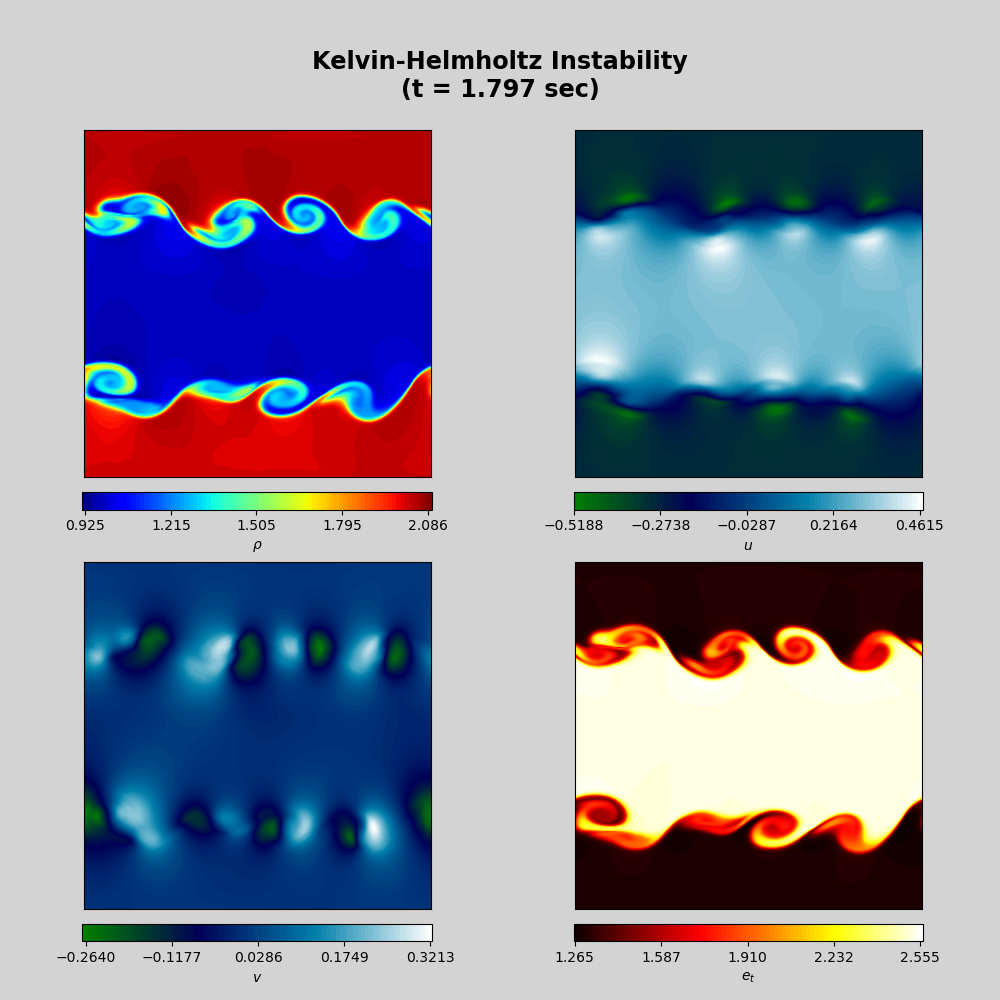 Kelvin-Helmholtz Instability
(t = 1.797 sec)
0.925 1.215 1.505 1.795 2.086
ρ
−0.5188 −0.2738 −0.0287 0.2164 0.4615
u
−0.2640 −0.1177 0.0286 0.1749 0.3213
v
1.265 1.587 1.910 2.232 2.555
e_t